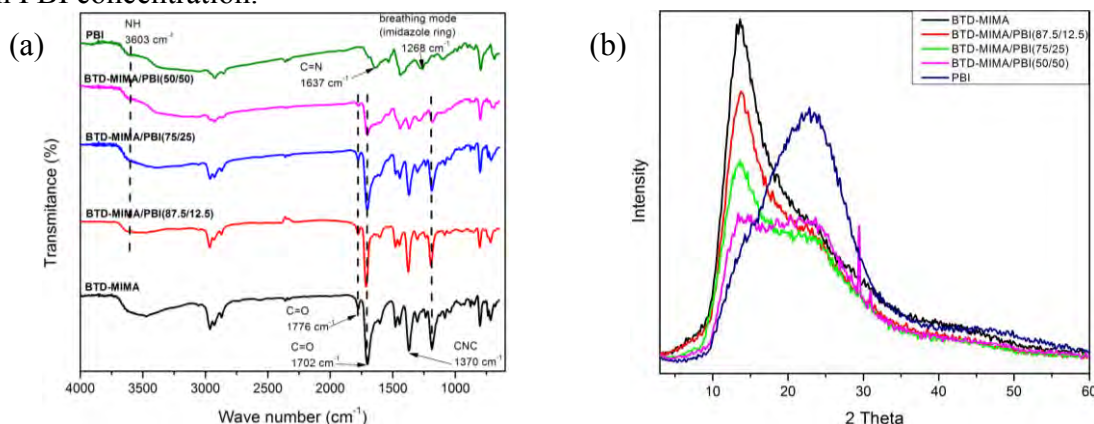 PBI concentration.
(a)
NH
3603 cm⁻¹
PBI
breathing mode
(imidazole ring)
1268 cm⁻¹
C=N
1637 cm⁻¹
BTD-MIMA/PBI(50/50)
BTD-MIMA/PBI(75/25)
BTD-MIMA/PBI(87.5/12.5)
BTD-MIMA
C=O
1776 cm⁻¹
C=O
1702 cm⁻¹
CNC
1370 cm⁻¹
Transmitance (%)
4000 3500 3000 2500 2000 1500 1000
Wave number (cm⁻¹)
(b)
BTD-MIMA
BTD-MIMA/PBI(87.5/12.5)
BTD-MIMA/PBI(75/25)
BTD-MIMA/PBI(50/50)
PBI
Intensity
10 20 30 40 50 60
2 Theta